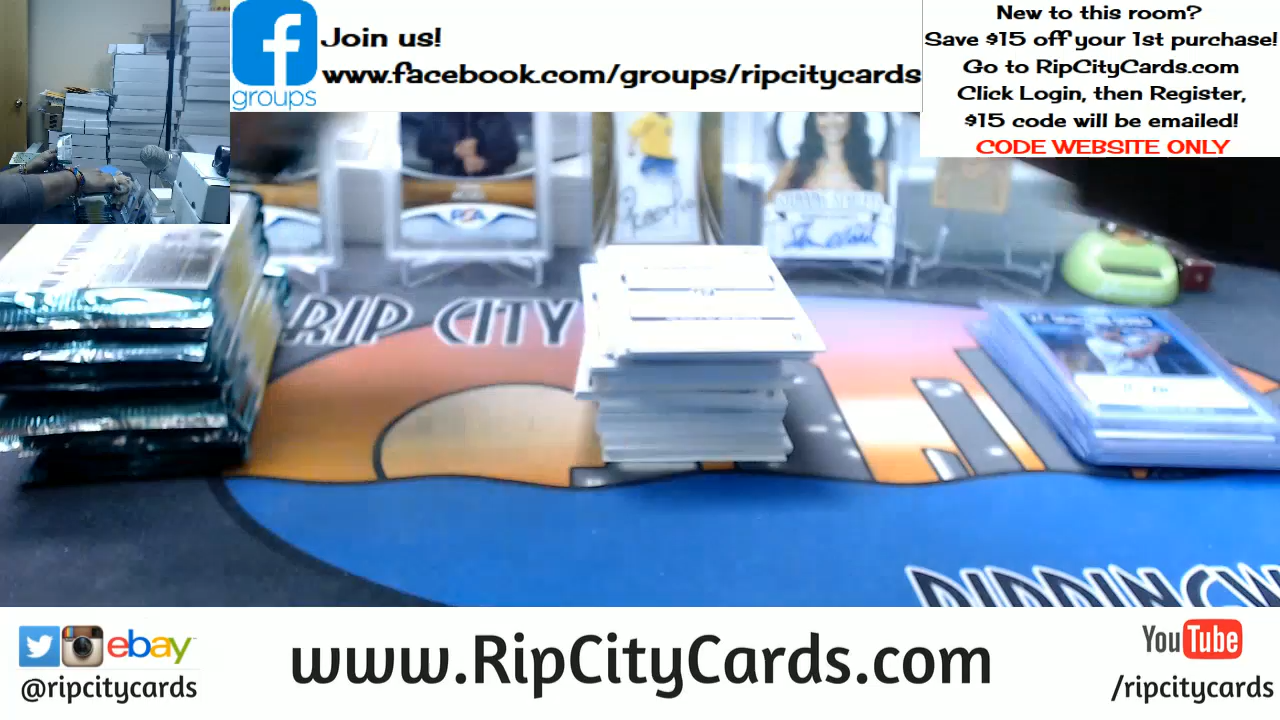 f
groups
Join us!
www.facebook.com/groups/ripcitycards
New to this room?
Save $15 off your 1st purchase!
Go to RipCityCards.com
Click Login, then Register,
$15 code will be emailed!
CODE WEBSITE ONLY
PSA
RIP CITY
ebay
@ripcitycards
www.RipCityCards.com
YouTube
/ripcitycards